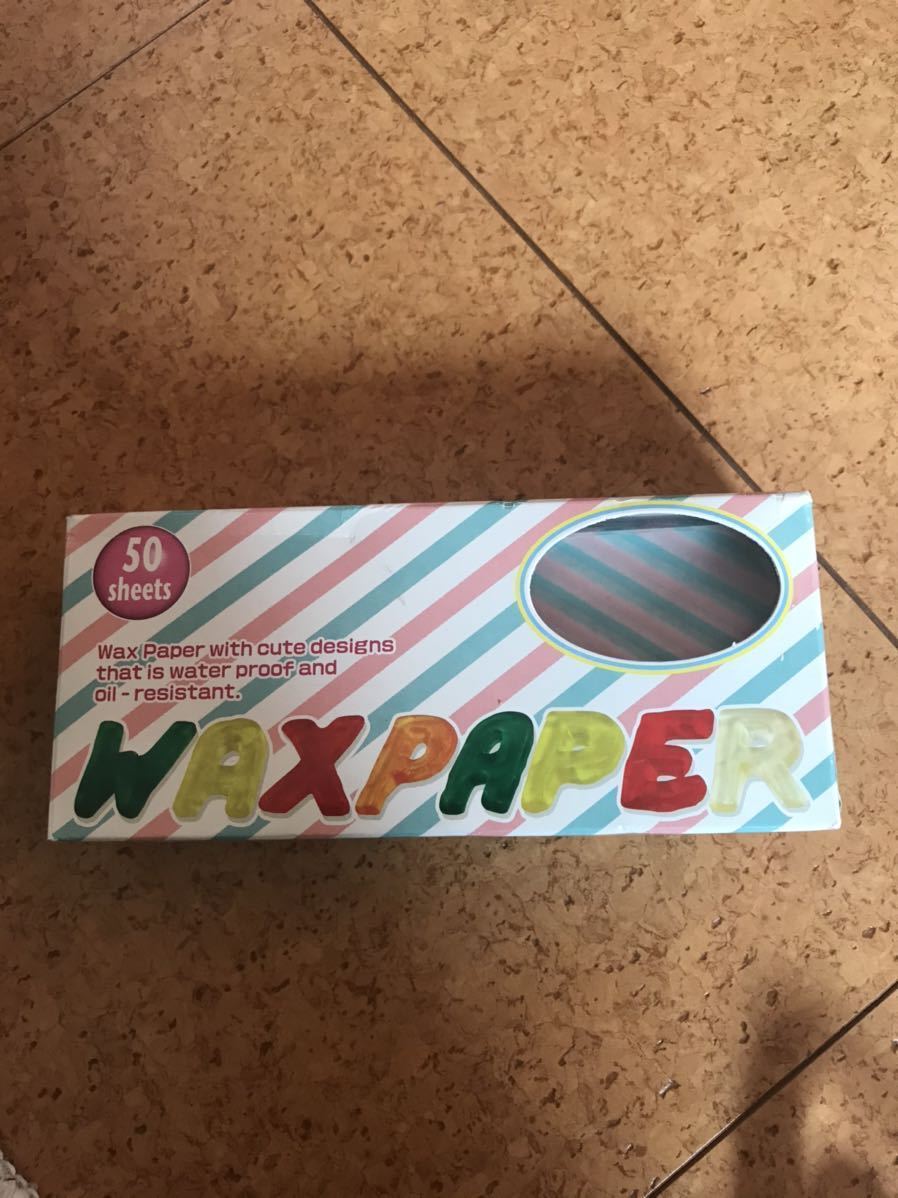 50
sheets
Wax Paper with cute designs
that is water proof and
oil - resistant.
WAXPAPER